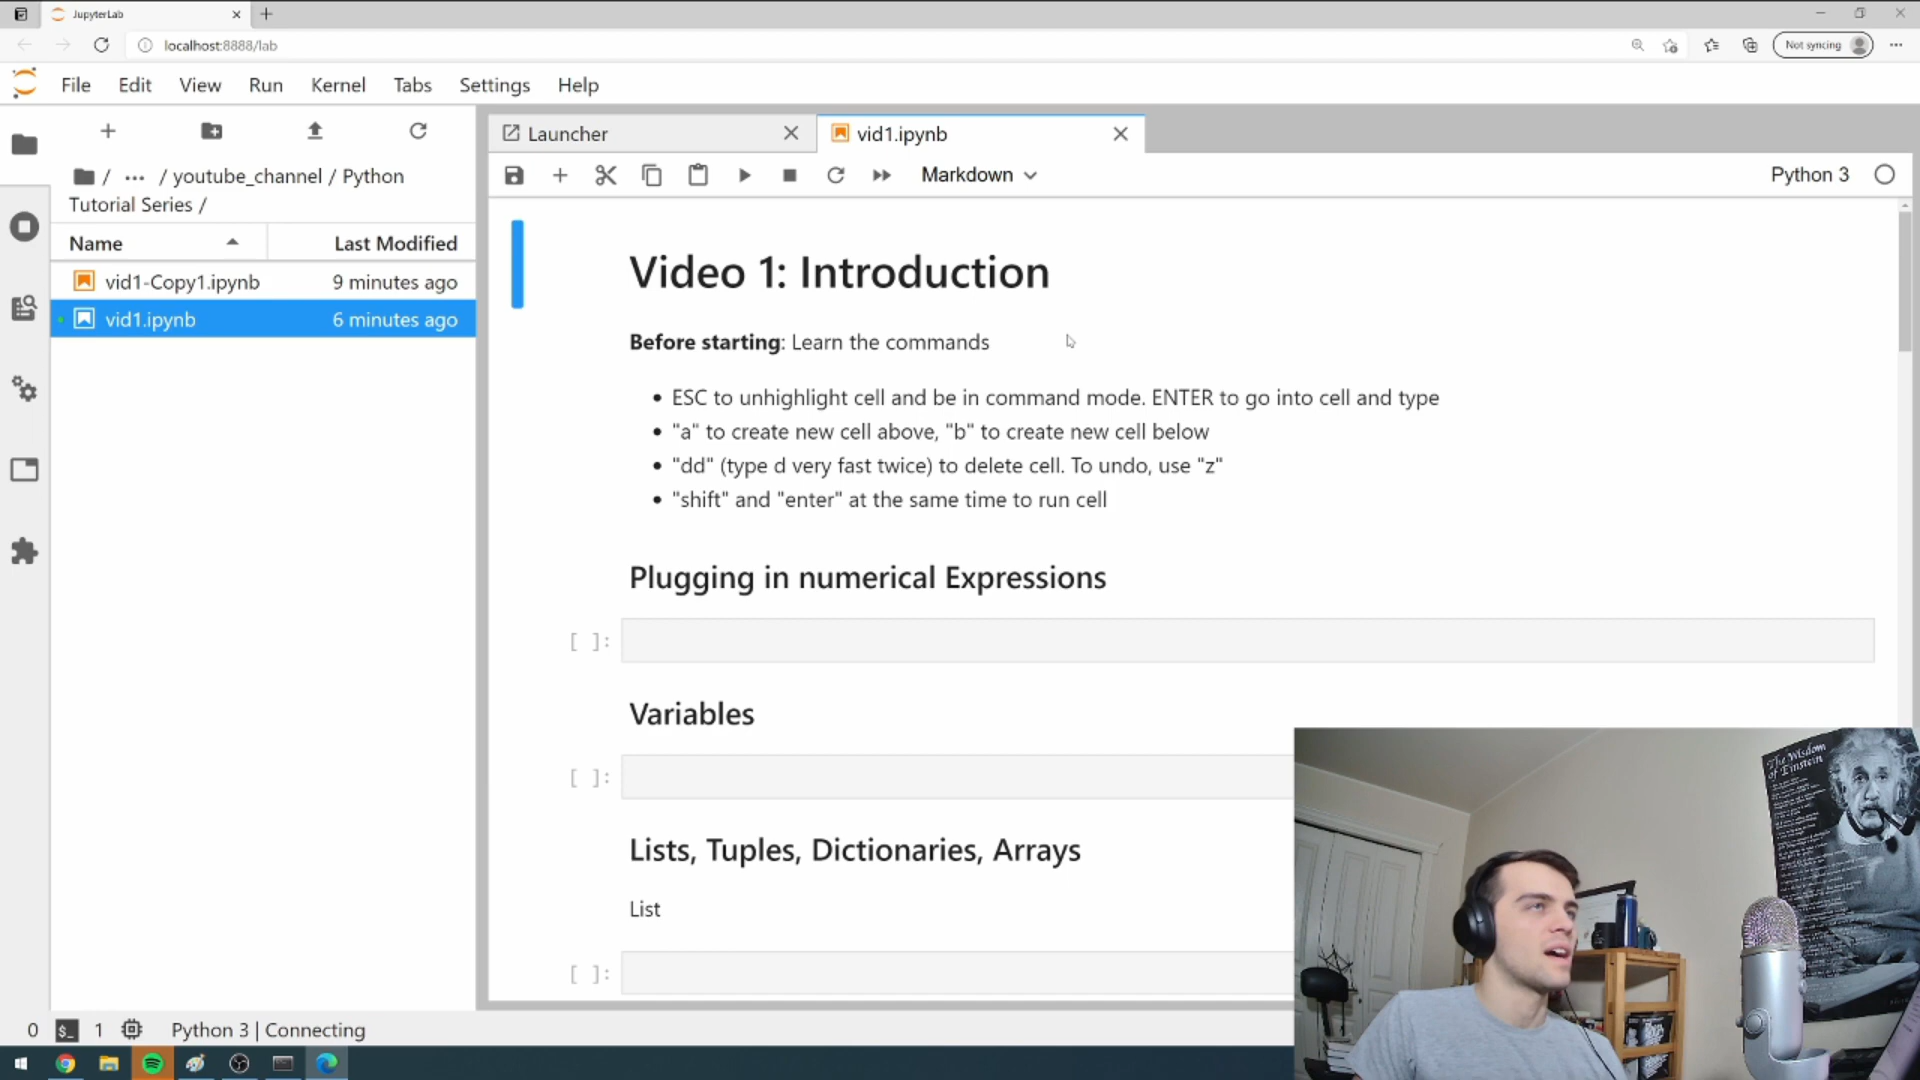 JupyterLab
localhost:8888/lab
Not syncing
File Edit View Run Kernel Tabs Settings Help
/ ... / youtube_channel / Python
Tutorial Series /
Name Last Modified
vid1-Copy1.ipynb 9 minutes ago
vid1.ipynb 6 minutes ago
Launcher
vid1.ipynb
Markdown
Python 3
Video 1: Introduction
Before starting: Learn the commands
• ESC to unhighlight cell and be in command mode. ENTER to go into cell and type
• "a" to create new cell above, "b" to create new cell below
• "dd" (type d very fast twice) to delete cell. To undo, use "z"
• "shift" and "enter" at the same time to run cell
Plugging in numerical Expressions
[ ]:
Variables
[ ]:
Lists, Tuples, Dictionaries, Arrays
List
[ ]:
The Wisdom
of Einstein
0 $_ 1 Python 3 | Connecting